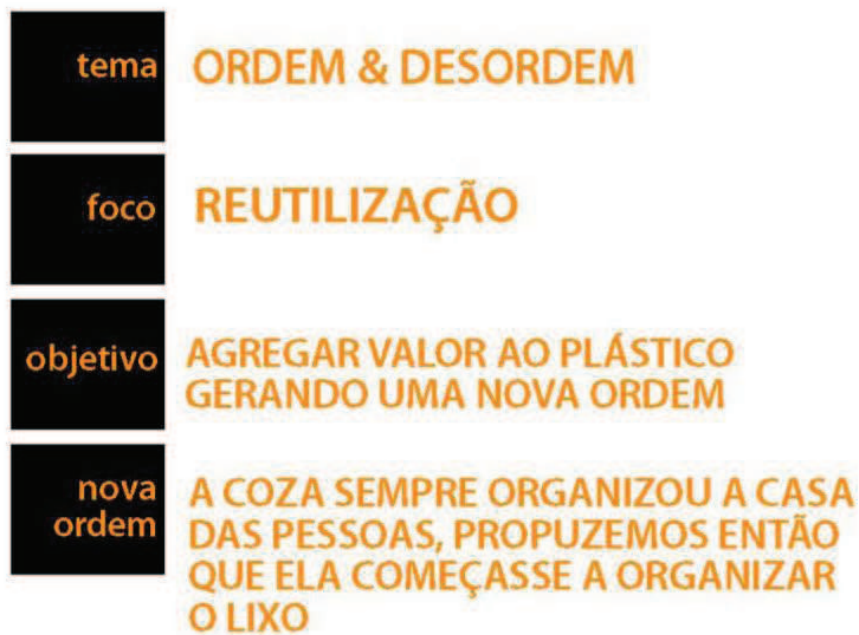 tema
ORDEM & DESORDEM
foco
REUTILIZAÇÃO
objetivo
AGREGAR VALOR AO PLÁSTICO
GERANDO UMA NOVA ORDEM
nova
ordem
A COZA SEMPRE ORGANIZOU A CASA
DAS PESSOAS, PROPUZEMOS ENTÃO
QUE ELA COMEÇASSE A ORGANIZAR
O LIXO